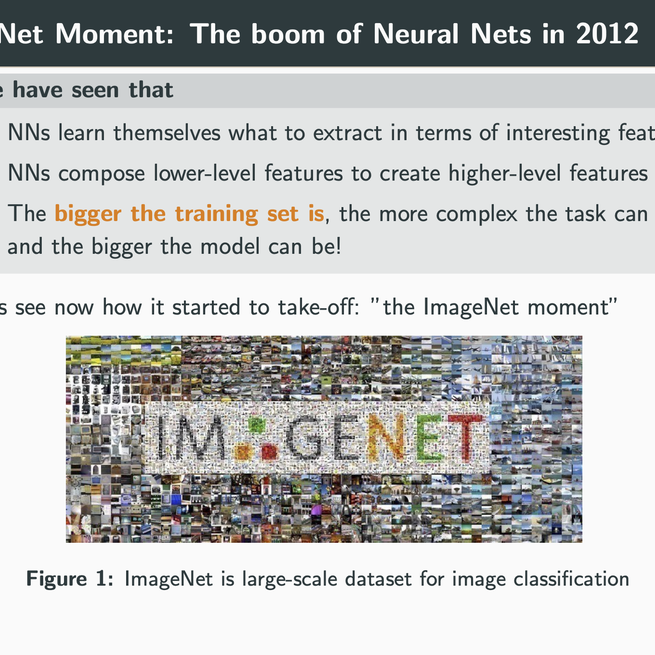 Net Moment: The boom of Neural Nets in 2012
have seen that
NNs learn themselves what to extract in terms of interesting
NNs compose lower-level features to create higher-level features
The bigger the training set is, the more complex the task can
and the bigger the model can be!
see now how it started to take-off: "the ImageNet moment"
IMAGENET
Figure 1: ImageNet is large-scale dataset for image classification